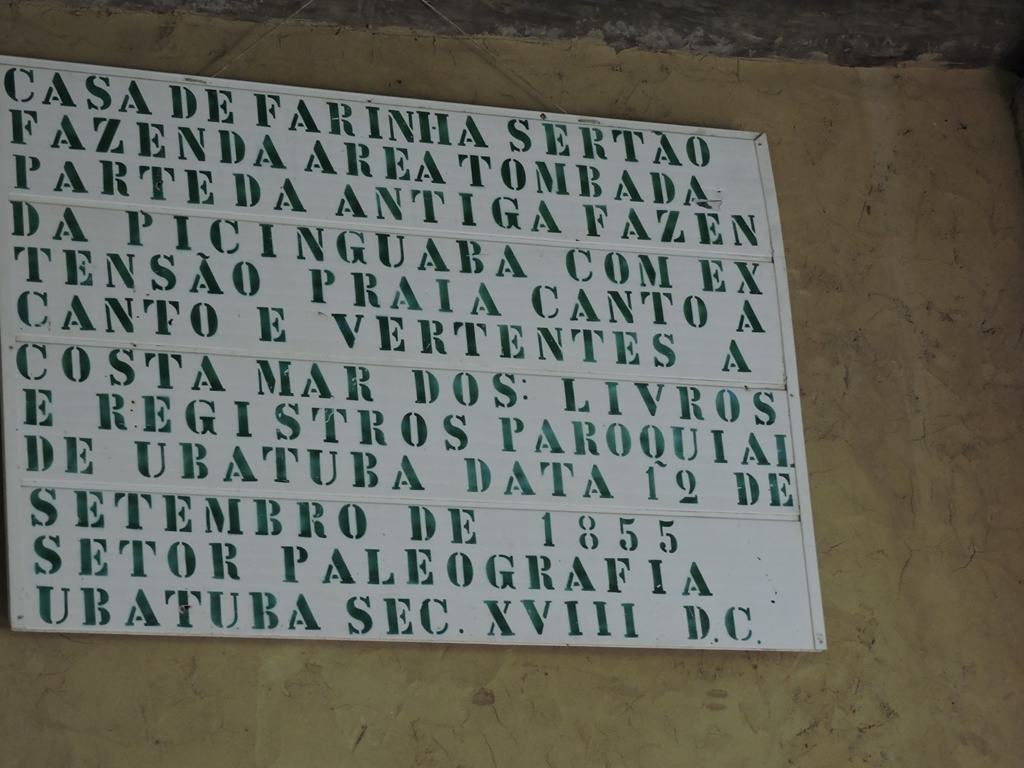 CASA DE FARINHA SERTÃO
FAZENDA AREA TOMBADA
PARTE DA ANTIGA FAZEN
DA PICINGUABA COM EX
TENSÃO PRAIA CANTO A
CANTO E VERTENTES A
COSTA MAR DOS: LIVROS
E REGISTROS PAROQUIAI
DE UBATUBA DATA 12 DE
SETEMBRO DE 1855
SETOR PALEOGRAFIA
UBATUBA SEC. XVIII D.C.